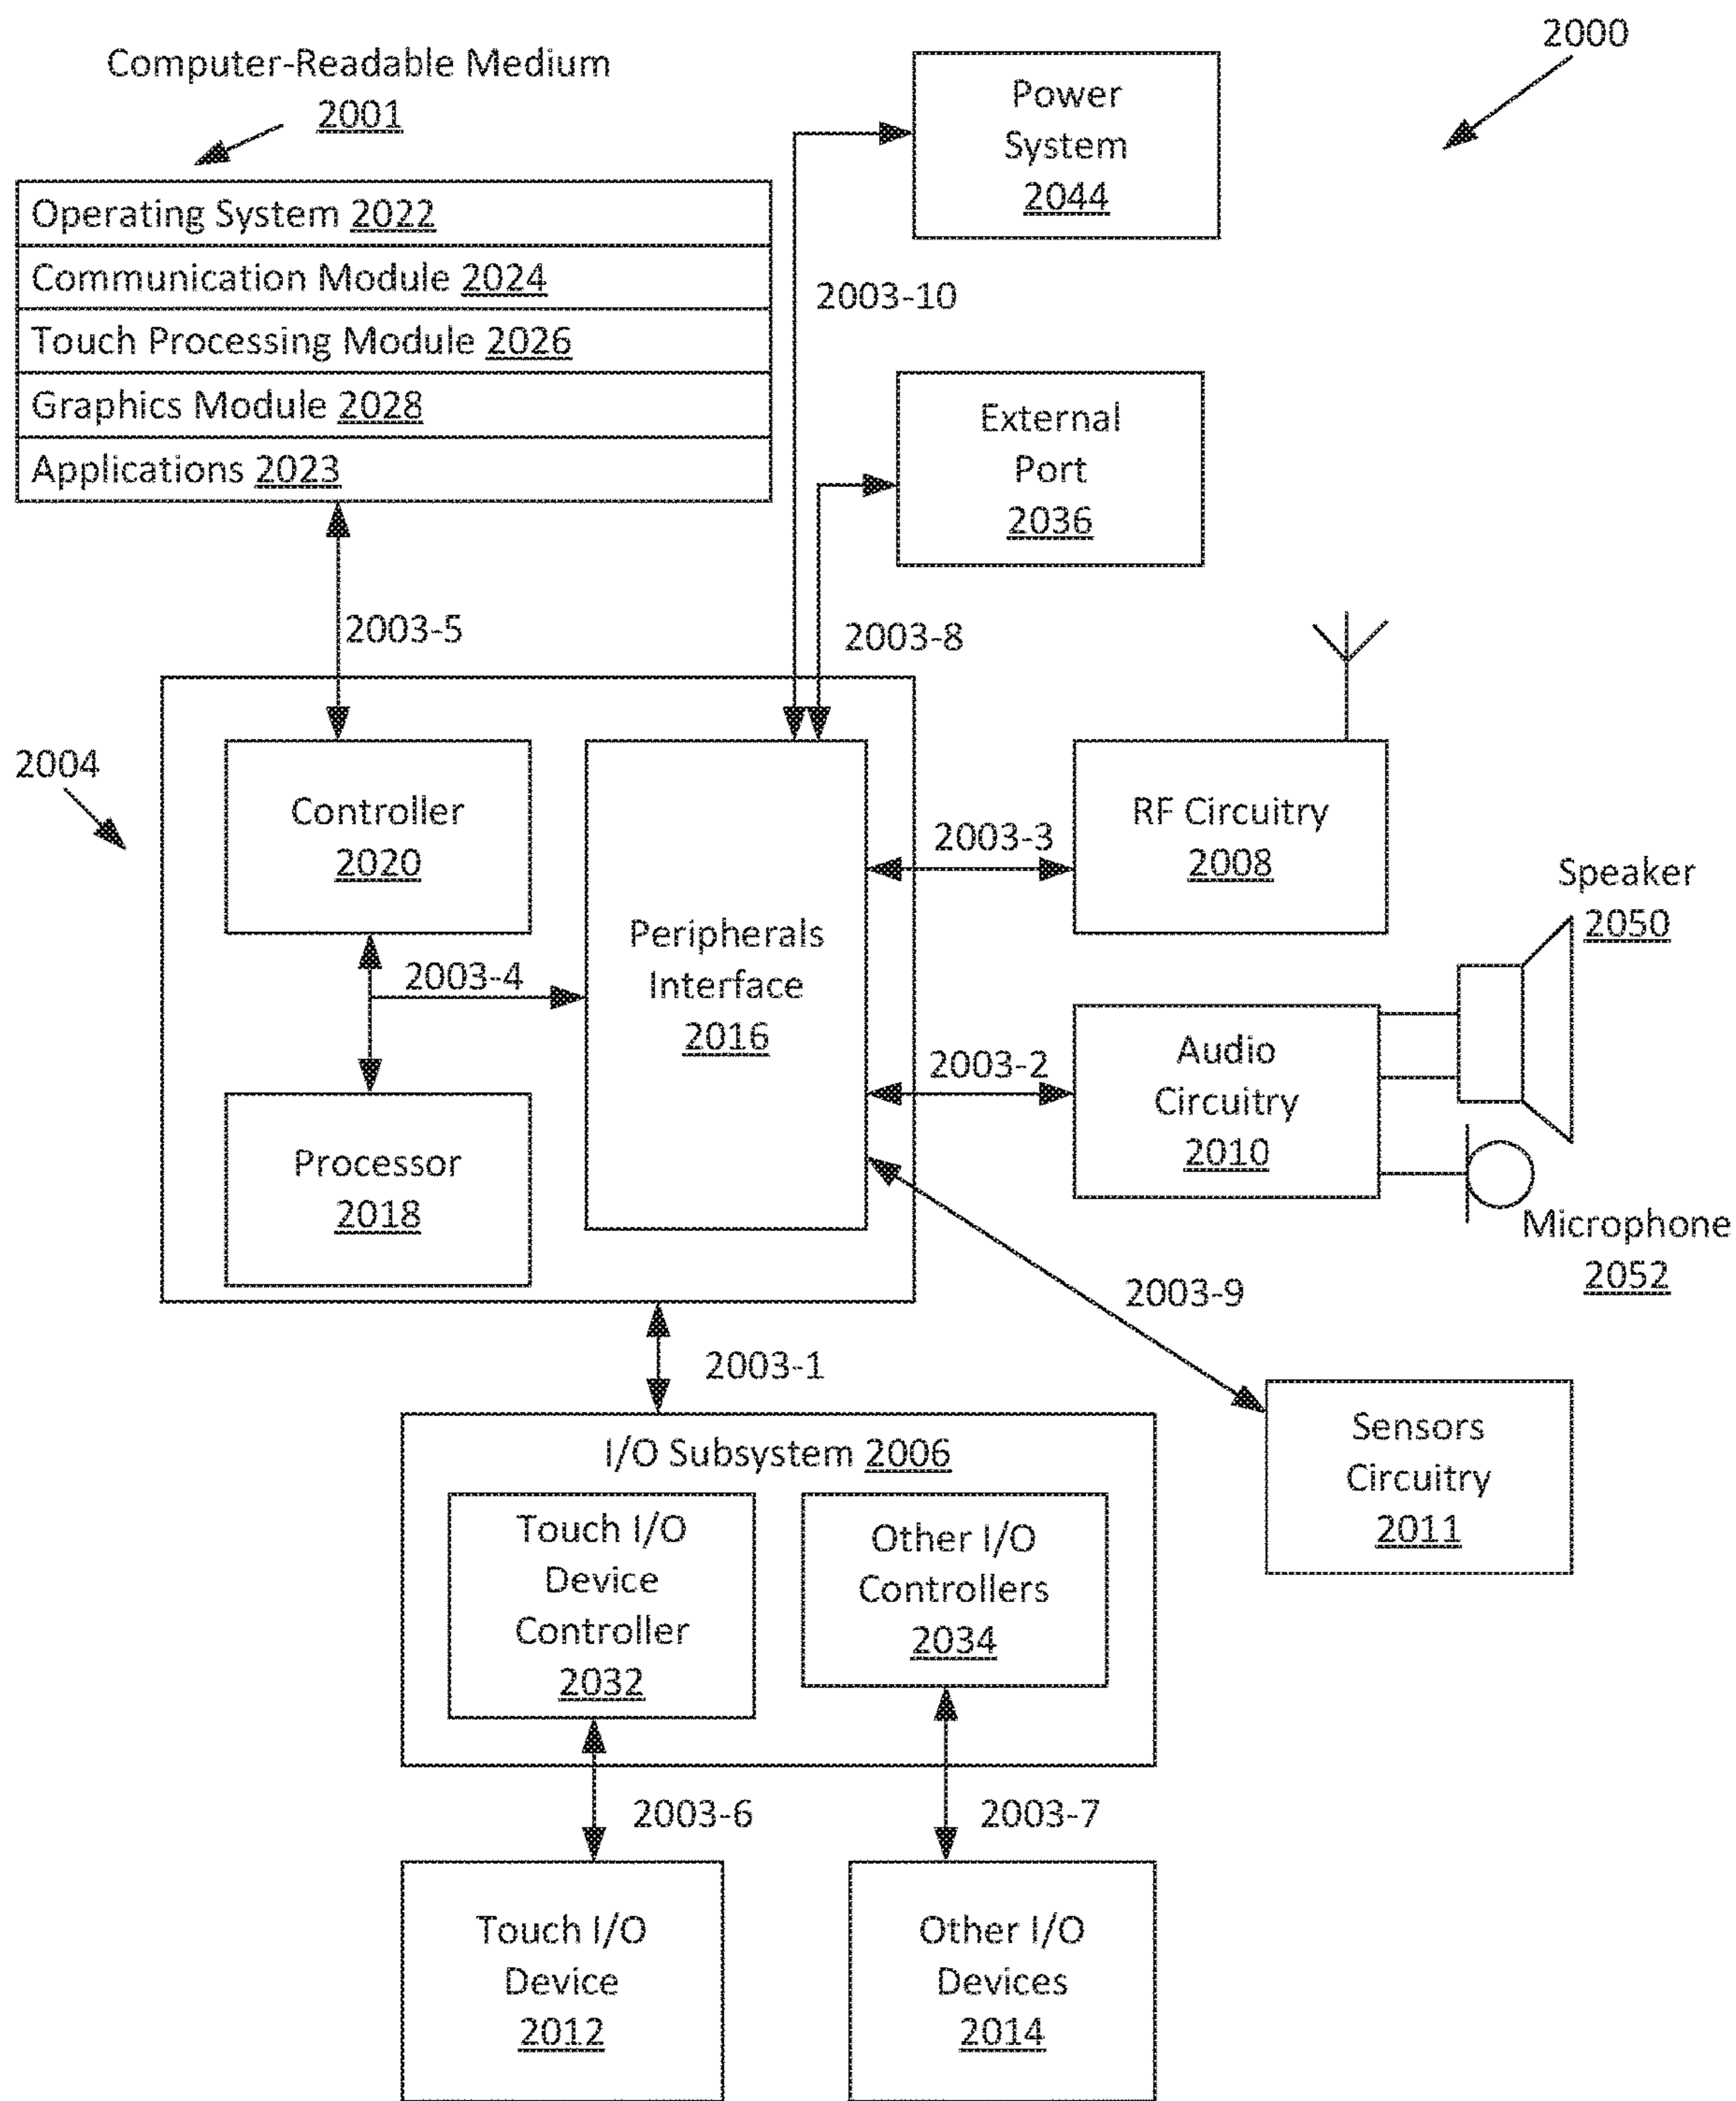 2000
Computer-Readable Medium
2001
Operating System 2022
Communication Module 2024
Touch Processing Module 2026
Graphics Module 2028
Applications 2023
Power
System
2044
2003-10
External
Port
2036
2003-5
2003-8
2004
Controller
2020
2003-4
Processor
2018
Peripherals
Interface
2016
2003-3
RF Circuitry
2008
Speaker
2050
2003-2
Audio
Circuitry
2010
Microphone
2052
2003-9
Sensors
Circuitry
2011
2003-1
I/O Subsystem 2006
Touch I/O
Device
Controller
2032
Other I/O
Controllers
2034
2003-6
2003-7
Touch I/O
Device
2012
Other I/O
Devices
2014